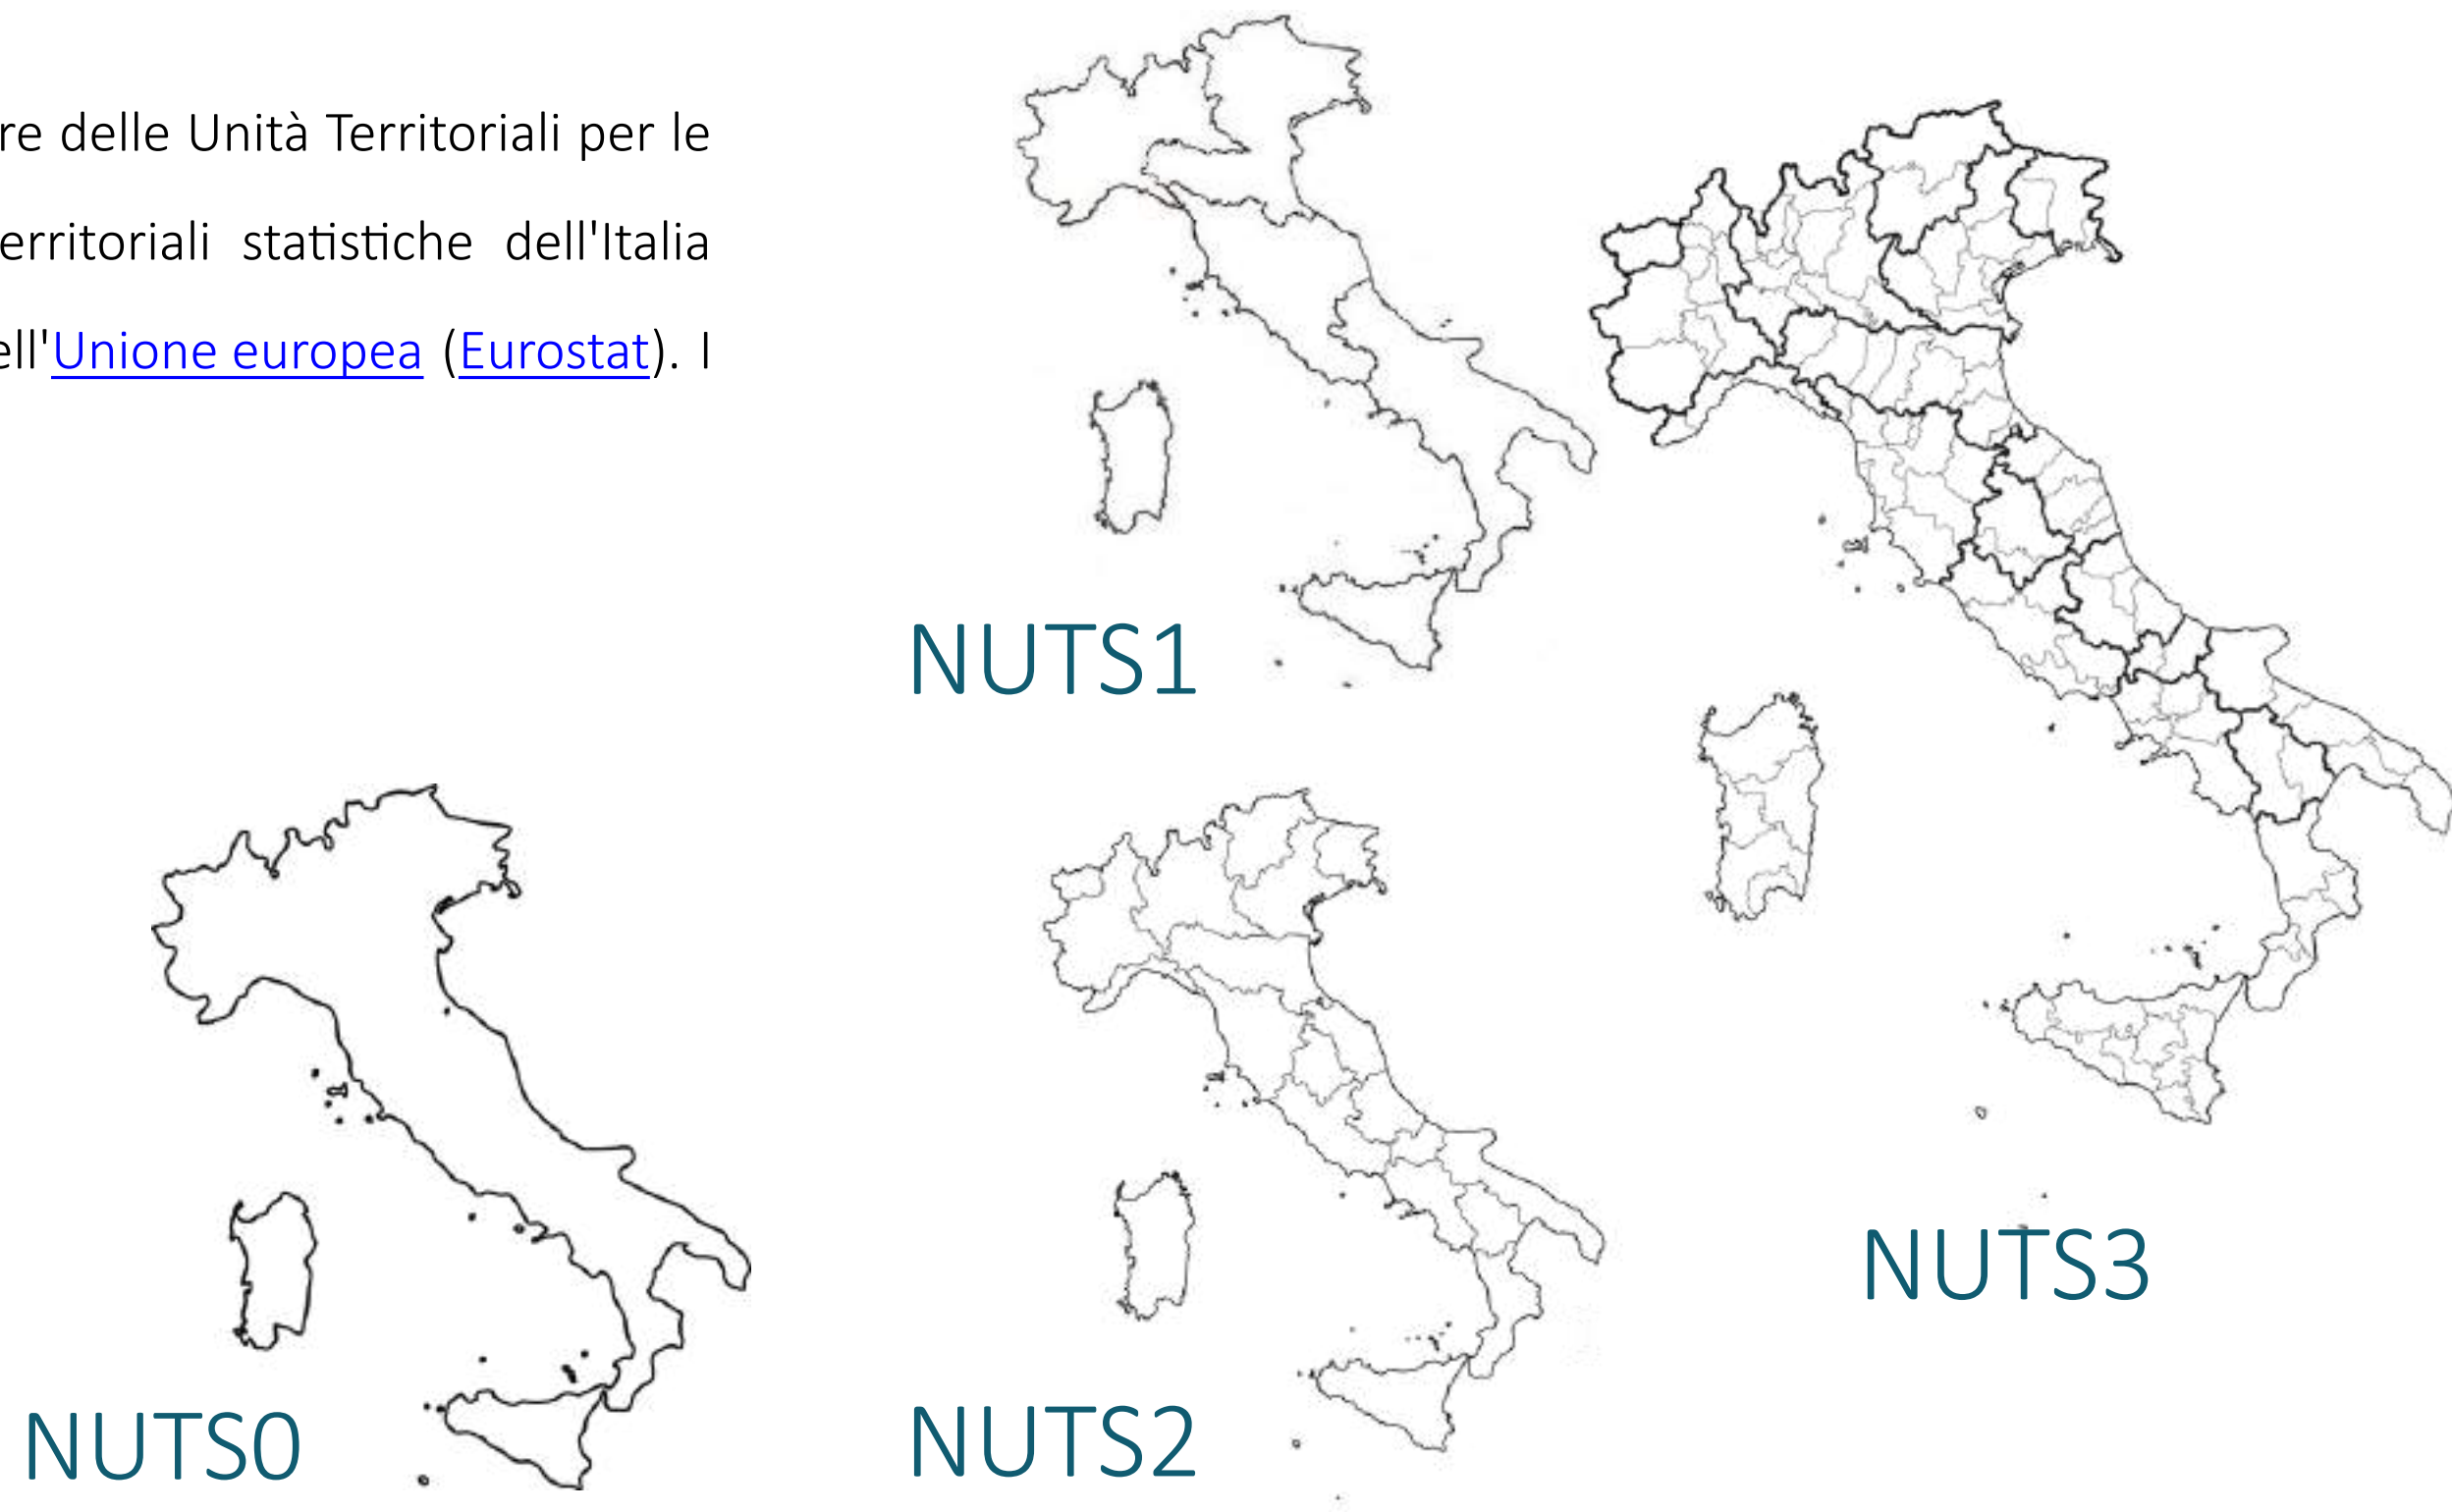 re delle Unità Territoriali per le
erritoriali statistiche dell'Italia
ell'Unione europea (Eurostat). I
NUTS1
NUTS3
NUTS0
NUTS2